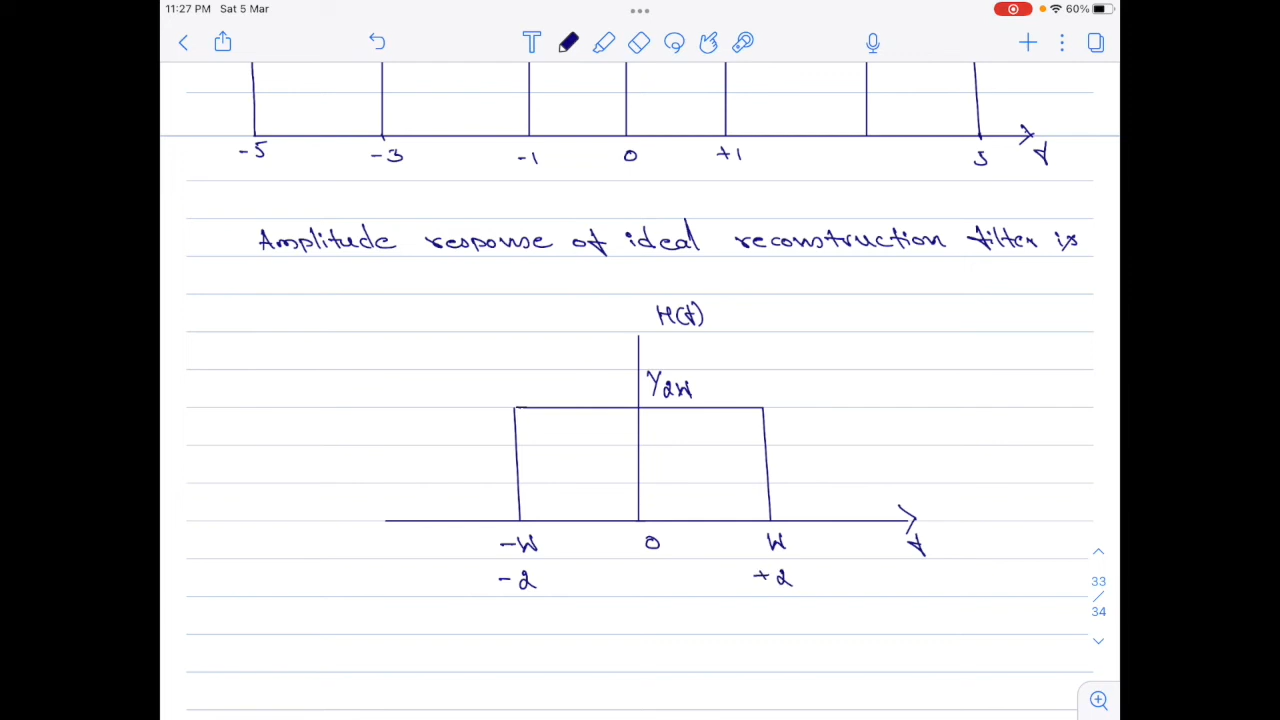 11:27 PM Sat 5 Mar
60%
-5 -3 -1 0 +1 5 f
Amplitude response of ideal reconstruction filter is
H(f)
1/2W
-W 0 W f
-2 +2
33
/
34